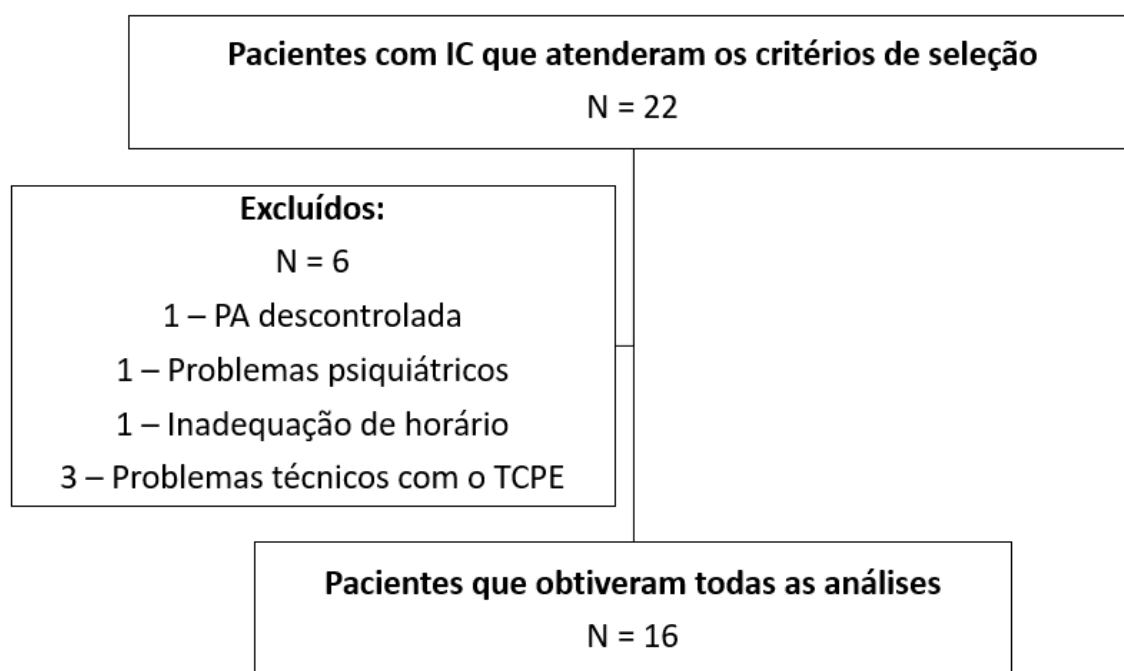 Pacientes com IC que atenderam os critérios de seleção
N = 22
Excluídos:
N = 6
1 – PA descontrolada
1 – Problemas psiquiátricos
1 – Inadequação de horário
3 – Problemas técnicos com o TCPE
Pacientes que obtiveram todas as análises
N = 16